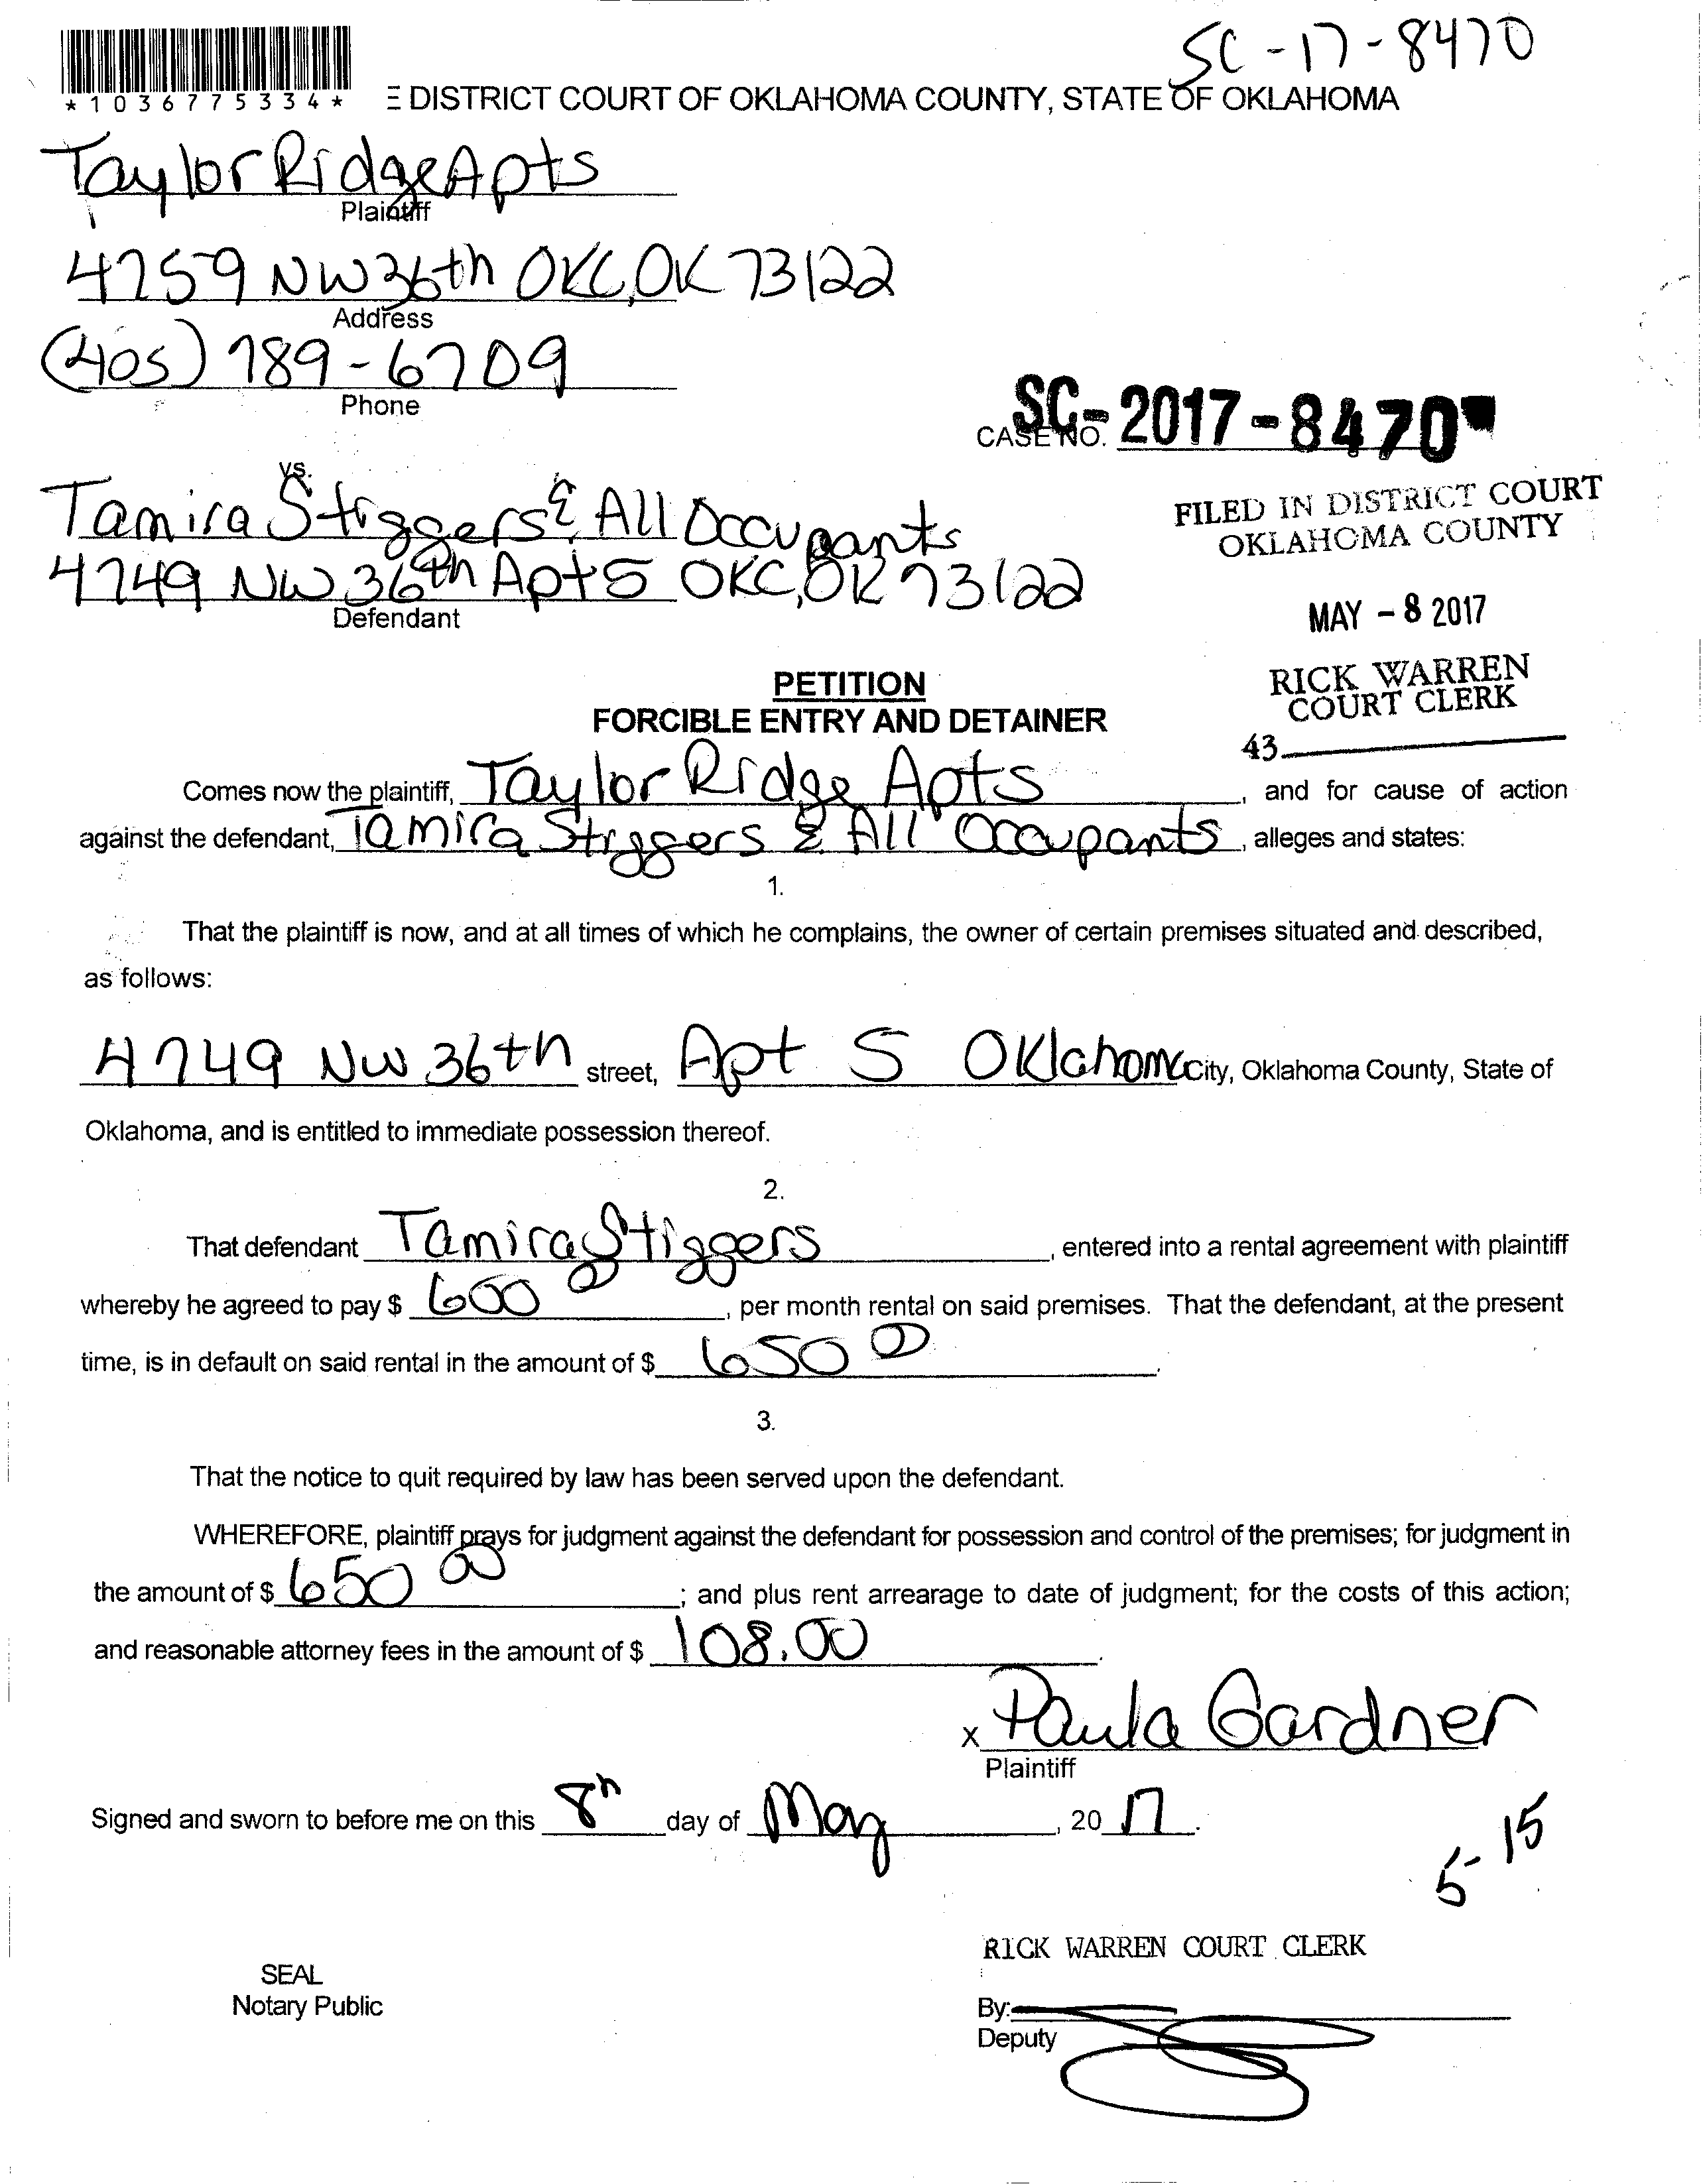 SC-17-8470
*1036775334*
E DISTRICT COURT OF OKLAHOMA COUNTY, STATE OF OKLAHOMA
Taylor Ridge Apts
Plaintiff
4759 NW 36th OKC, OK 73122
Address
(405) 789-6709
Phone
CASE NO. SC-2017-8470
vs.
Tamira Stiggers & All Occupants
4749 NW 36th Apt S OKC, OK 73122
Defendant
FILED IN DISTRICT COURT
OKLAHOMA COUNTY
MAY - 8 2017
RICK WARREN
COURT CLERK
43
PETITION
FORCIBLE ENTRY AND DETAINER
Comes now the plaintiff, Taylor Ridge Apts, and for cause of action
against the defendant, Tamira Striggers & All Occupants, alleges and states:
1.
That the plaintiff is now, and at all times of which he complains, the owner of certain premises situated and described,
as follows:
4749 NW 36th street, Apt S Oklahoma City, Oklahoma County, State of
Oklahoma, and is entitled to immediate possession thereof.
2.
That defendant Tamira Stiggers, entered into a rental agreement with plaintiff
whereby he agreed to pay $ 600 00, per month rental on said premises. That the defendant, at the present
time, is in default on said rental in the amount of $ 650 00.
3.
That the notice to quit required by law has been served upon the defendant.
WHEREFORE, plaintiff prays for judgment against the defendant for possession and control of the premises; for judgment in
the amount of $ 650 00; and plus rent arrearage to date of judgment; for the costs of this action;
and reasonable attorney fees in the amount of $ 108.00.
X Paula Gardner
Plaintiff
Signed and sworn to before me on this 8th day of May, 20 17.
5-15
RICK WARREN COURT CLERK
SEAL
Notary Public
By:
Deputy